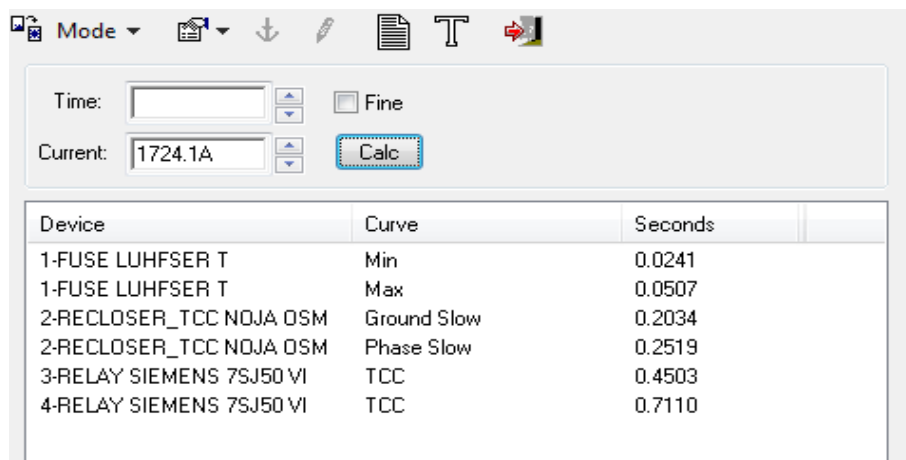 Mode T
Time: Fine
Current: 1724.1A Calc
Device Curve Seconds
1-FUSE LUHFSER T Min 0.0241
1-FUSE LUHFSER T Max 0.0507
2-RECLOSER_TCC NOJA OSM Ground Slow 0.2034
2-RECLOSER_TCC NOJA OSM Phase Slow 0.2519
3-RELAY SIEMENS 7SJ50 VI TCC 0.4503
4-RELAY SIEMENS 7SJ50 VI TCC 0.7110